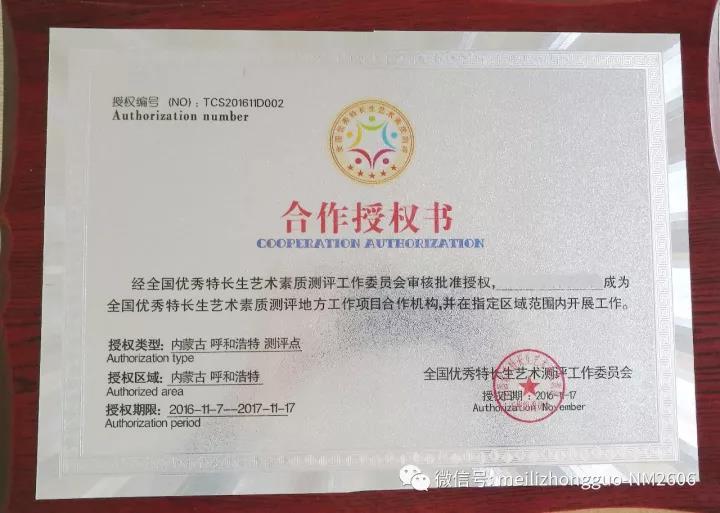 授权编号 (NO)：TCS201611D002
Authorization number
合作授权书
COOPERATION AUTHORIZATION
经全国优秀特长生艺术素质测评工作委员会审核批准授权, 成为
全国优秀特长生艺术素质测评地方工作项目合作机构,并在指定区域范围内开展工作。
授权类型: 内蒙古 呼和浩特 测评点
Authorization type
授权区域: 内蒙古 呼和浩特
Authorized area
授权期限: 2016-11-7--2017-11-17
Authorization period
全国优秀特长生艺术测评工作委员会
授权日期: 2016-11-17
Authorization November
微信号: meilizhongguo-NM2606